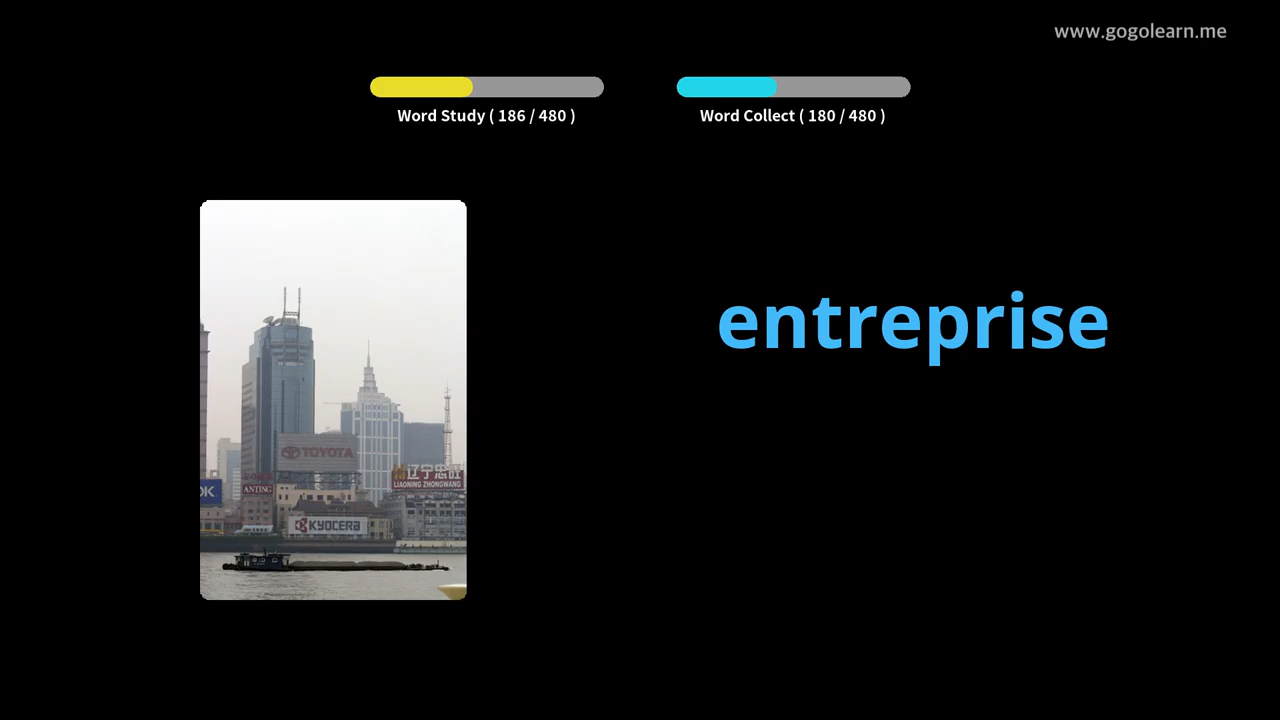 www.gogolearn.me
Word Study ( 186 / 480 )
Word Collect ( 180 / 480 )
entreprise
TOYOTA
辽宁忠旺
LIAONING ZHONGWANG
OK
ANTING
KYOCERA